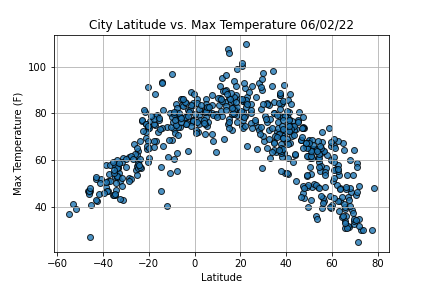 City Latitude vs. Max Temperature 06/02/22
100
80
60
40
Max Temperature (F)
−60 −40 −20 0 20 40 60 80
Latitude